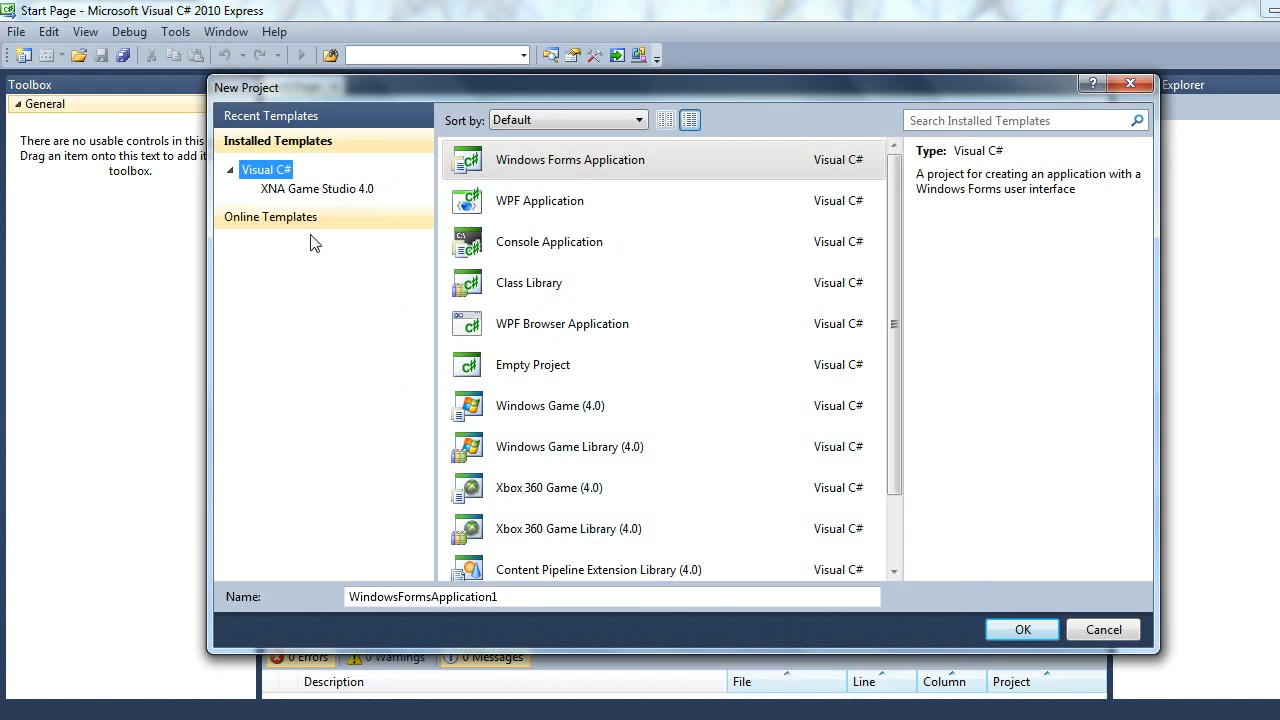 Start Page - Microsoft Visual C# 2010 Express
File Edit View Debug Tools Window Help
Toolbox
General
There are no usable controls in this
Drag an item onto this text to add it
toolbox.
New Project
Explorer
Recent Templates
Installed Templates
Visual C#
XNA Game Studio 4.0
Online Templates
Sort by: Default
Search Installed Templates
Windows Forms Application Visual C#
WPF Application Visual C#
Console Application Visual C#
Class Library Visual C#
WPF Browser Application Visual C#
Empty Project Visual C#
Windows Game (4.0) Visual C#
Windows Game Library (4.0) Visual C#
Xbox 360 Game (4.0) Visual C#
Xbox 360 Game Library (4.0) Visual C#
Content Pipeline Extension Library (4.0) Visual C#
Type: Visual C#
A project for creating an application with a
Windows Forms user interface
Name: WindowsFormsApplication1
OK Cancel
0 Errors 0 Warnings 0 Messages
Description File Line Column Project